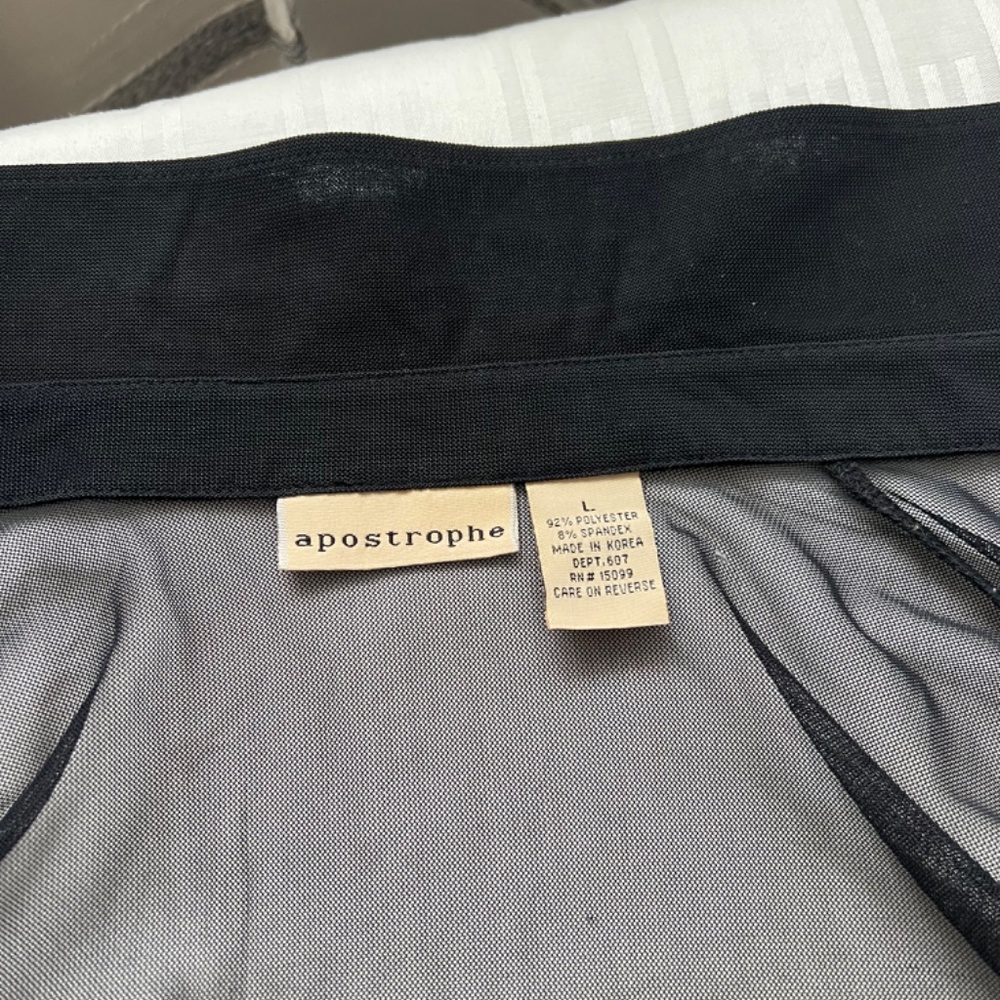 apostrophe
L
92% POLYESTER
8% SPANDEX
MADE IN KOREA
DEPT.607
RN# 15099
CARE ON REVERSE